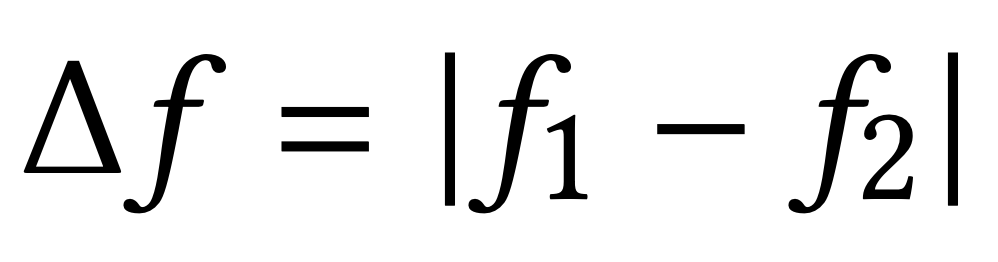 Δf = |f₁ − f₂|